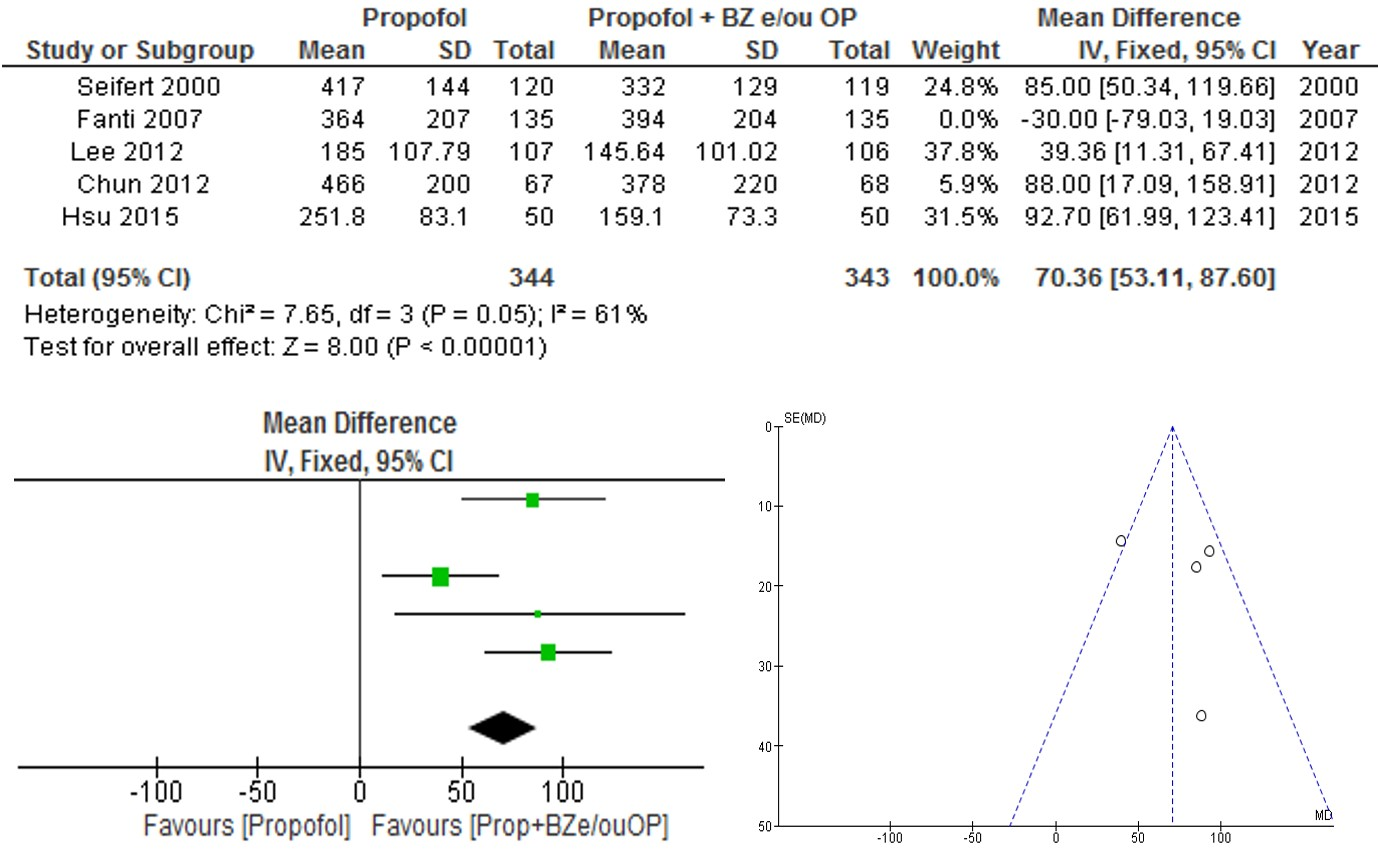 Propofol Propofol + BZ e/ou OP Mean Difference
Study or Subgroup Mean SD Total Mean SD Total Weight IV, Fixed, 95% CI Year
Seifert 2000 417 144 120 332 129 119 24.8% 85.00 [50.34, 119.66] 2000
Fanti 2007 364 207 135 394 204 135 0.0% -30.00 [-79.03, 19.03] 2007
Lee 2012 185 107.79 107 145.64 101.02 106 37.8% 39.36 [11.31, 67.41] 2012
Chun 2012 466 200 67 378 220 68 5.9% 88.00 [17.09, 158.91] 2012
Hsu 2015 251.8 83.1 50 159.1 73.3 50 31.5% 92.70 [61.99, 123.41] 2015
Total (95% CI) 344 343 100.0% 70.36 [53.11, 87.60]
Heterogeneity: Chi² = 7.65, df = 3 (P = 0.05); I² = 61%
Test for overall effect: Z = 8.00 (P < 0.00001)
Mean Difference
IV, Fixed, 95% CI
-100 -50 0 50 100
Favours [Propofol] Favours [Prop+BZe/ouOP]
SE(MD)
0
10
20
30
40
50
MD
-100 -50 0 50 100